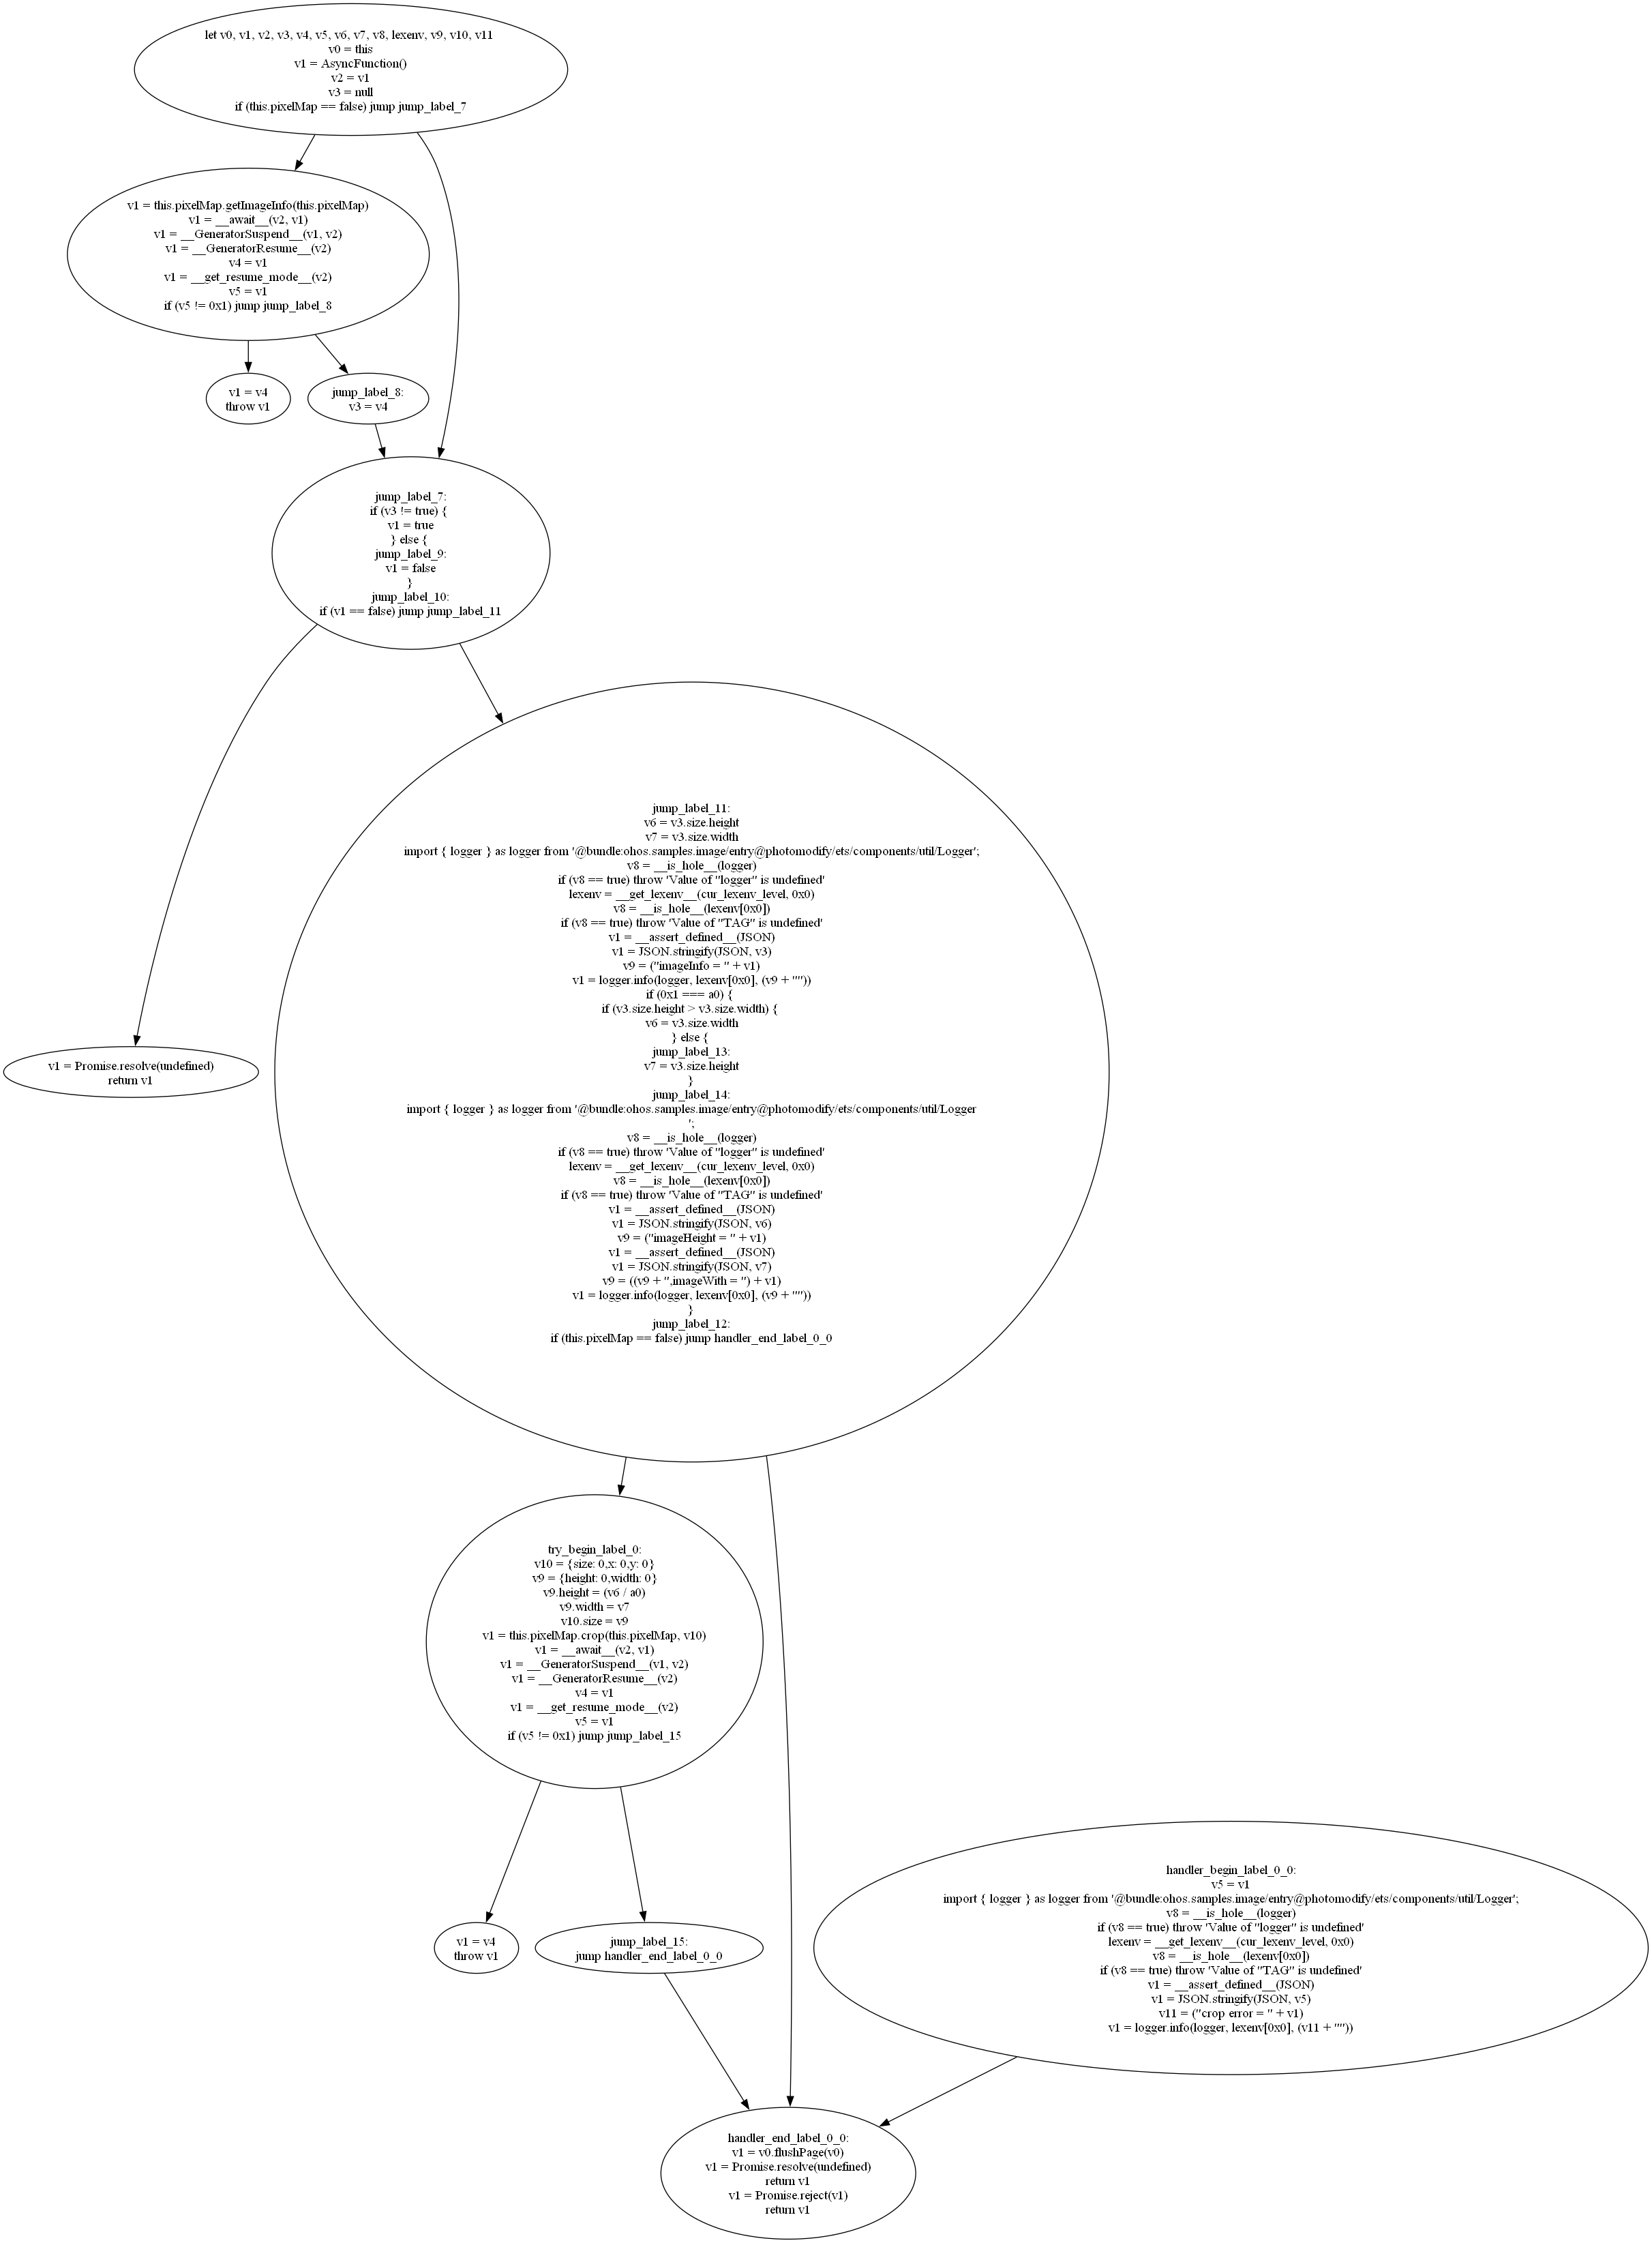 let v0, v1, v2, v3, v4, v5, v6, v7, v8, lexenv, v9, v10, v11
v0 = this
v1 = AsyncFunction()
v2 = v1
v3 = null
if (this.pixelMap == false) jump jump_label_7
v1 = this.pixelMap.getImageInfo(this.pixelMap)
v1 = __await__(v2, v1)
v1 = __GeneratorSuspend__(v1, v2)
v1 = __GeneratorResume__(v2)
v4 = v1
v1 = __get_resume_mode__(v2)
v5 = v1
if (v5 != 0x1) jump jump_label_8
v1 = v4
throw v1
jump_label_8:
v3 = v4
jump_label_7:
if (v3 != true) {
v1 = true
} else {
jump_label_9:
v1 = false
}
jump_label_10:
if (v1 == false) jump jump_label_11
v1 = Promise.resolve(undefined)
return v1
jump_label_11:
v6 = v3.size.height
v7 = v3.size.width
import { logger } as logger from '@bundle:ohos.samples.image/entry@photomodify/ets/components/util/Logger';
v8 = __is_hole__(logger)
if (v8 == true) throw 'Value of "logger" is undefined'
lexenv = __get_lexenv__(cur_lexenv_level, 0x0)
v8 = __is_hole__(lexenv[0x0])
if (v8 == true) throw 'Value of "TAG" is undefined'
v1 = __assert_defined__(JSON)
v1 = JSON.stringify(JSON, v3)
v9 = ("imageInfo = " + v1)
v1 = logger.info(logger, lexenv[0x0], (v9 + ""))
if (0x1 === a0) {
if (v3.size.height > v3.size.width) {
v6 = v3.size.width
} else {
jump_label_13:
v7 = v3.size.height
}
jump_label_14:
import { logger } as logger from '@bundle:ohos.samples.image/entry@photomodify/ets/components/util/Logger
';
v8 = __is_hole__(logger)
if (v8 == true) throw 'Value of "logger" is undefined'
lexenv = __get_lexenv__(cur_lexenv_level, 0x0)
v8 = __is_hole__(lexenv[0x0])
if (v8 == true) throw 'Value of "TAG" is undefined'
v1 = __assert_defined__(JSON)
v1 = JSON.stringify(JSON, v6)
v9 = ("imageHeight = " + v1)
v1 = __assert_defined__(JSON)
v1 = JSON.stringify(JSON, v7)
v9 = ((v9 + ",imageWith = ") + v1)
v1 = logger.info(logger, lexenv[0x0], (v9 + ""))
}
jump_label_12:
if (this.pixelMap == false) jump handler_end_label_0_0
try_begin_label_0:
v10 = {size: 0,x: 0,y: 0}
v9 = {height: 0,width: 0}
v9.height = (v6 / a0)
v9.width = v7
v10.size = v9
v1 = this.pixelMap.crop(this.pixelMap, v10)
v1 = __await__(v2, v1)
v1 = __GeneratorSuspend__(v1, v2)
v1 = __GeneratorResume__(v2)
v4 = v1
v1 = __get_resume_mode__(v2)
v5 = v1
if (v5 != 0x1) jump jump_label_15
v1 = v4
throw v1
jump_label_15:
jump handler_end_label_0_0
handler_begin_label_0_0:
v5 = v1
import { logger } as logger from '@bundle:ohos.samples.image/entry@photomodify/ets/components/util/Logger';
v8 = __is_hole__(logger)
if (v8 == true) throw 'Value of "logger" is undefined'
lexenv = __get_lexenv__(cur_lexenv_level, 0x0)
v8 = __is_hole__(lexenv[0x0])
if (v8 == true) throw 'Value of "TAG" is undefined'
v1 = __assert_defined__(JSON)
v1 = JSON.stringify(JSON, v5)
v11 = ("crop error = " + v1)
v1 = logger.info(logger, lexenv[0x0], (v11 + ""))
handler_end_label_0_0:
v1 = v0.flushPage(v0)
v1 = Promise.resolve(undefined)
return v1
v1 = Promise.reject(v1)
return v1